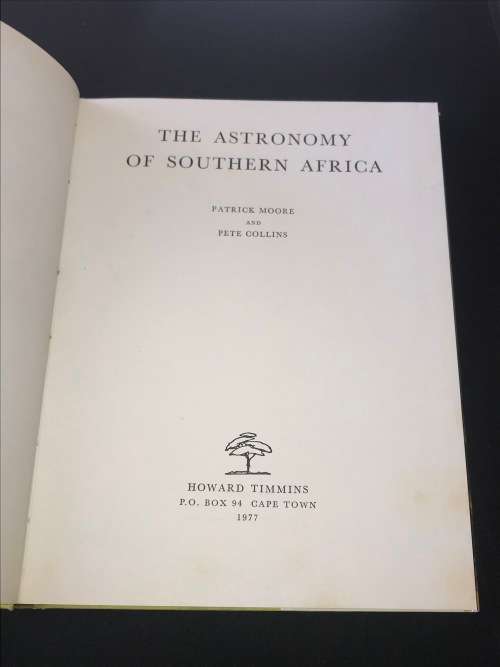 THE ASTRONOMY
OF SOUTHERN AFRICA
PATRICK MOORE
AND
PETE COLLINS
HOWARD TIMMINS
P.O. BOX 94 CAPE TOWN
1977